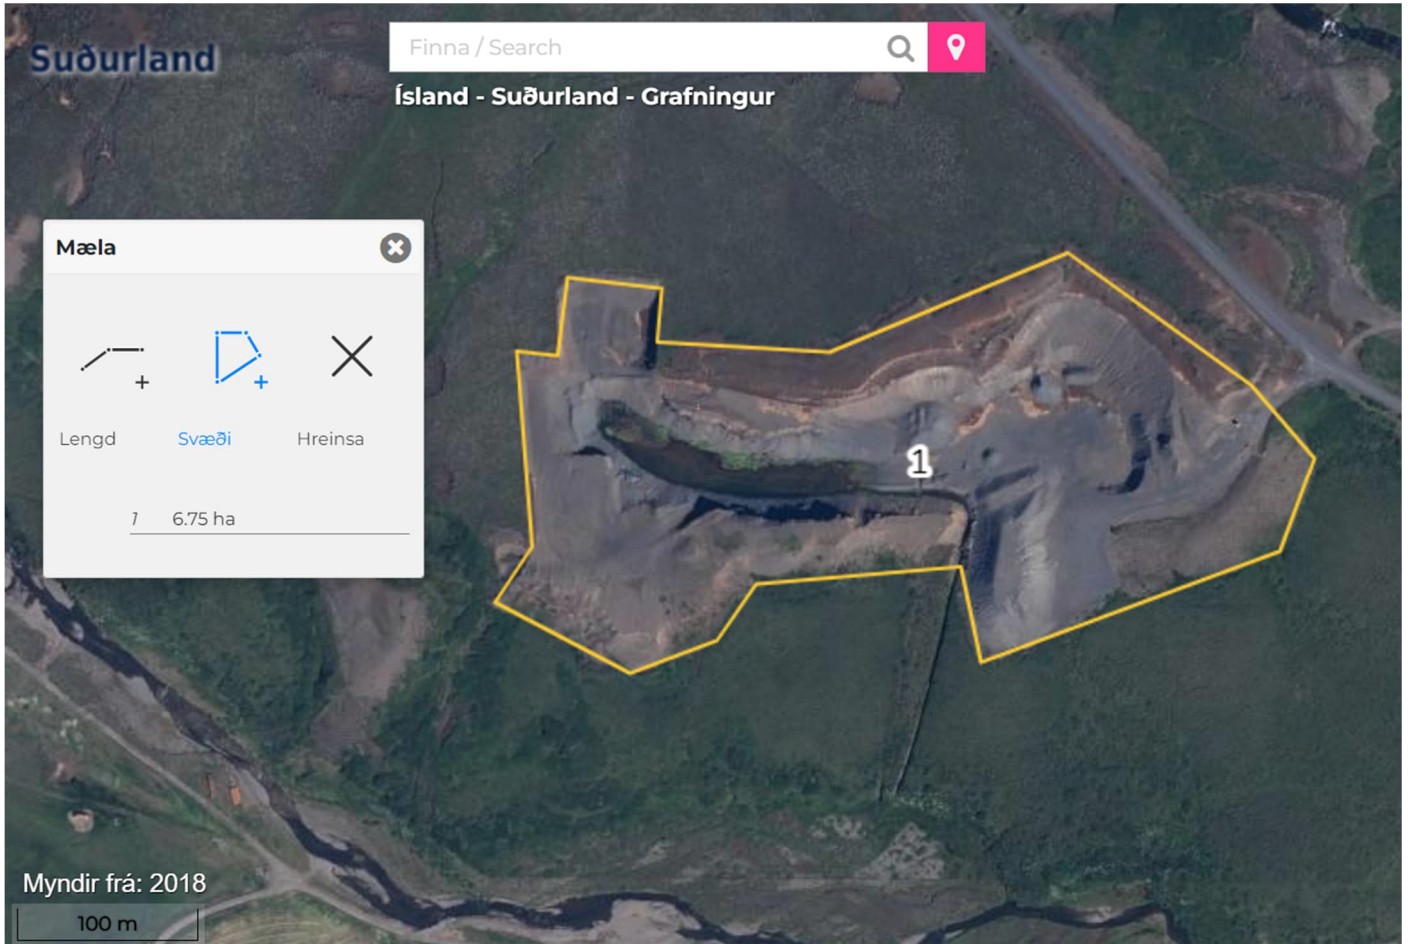 Suðurland
Finna / Search
Ísland - Suðurland - Grafningur
Mæla
Lengd
Svæði
Hreinsa
1 6.75 ha
1
Myndir frá: 2018
100 m